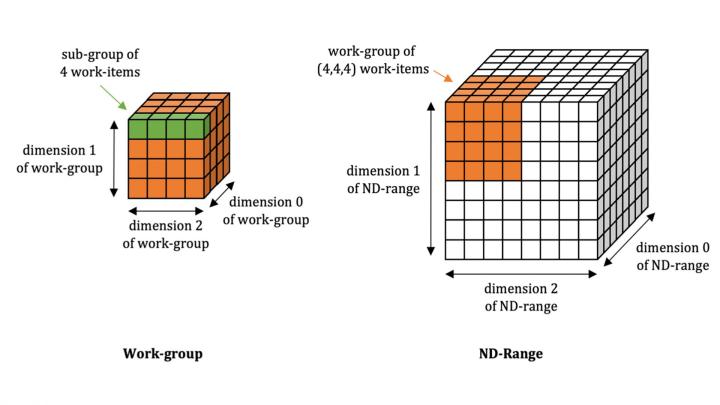 sub-group of
4 work-items
dimension 1
of work-group
dimension 2
of work-group
dimension 0
of work-group
Work-group
work-group of
(4,4,4) work-items
dimension 1
of ND-range
dimension 2
of ND-range
dimension 0
of ND-range
ND-Range